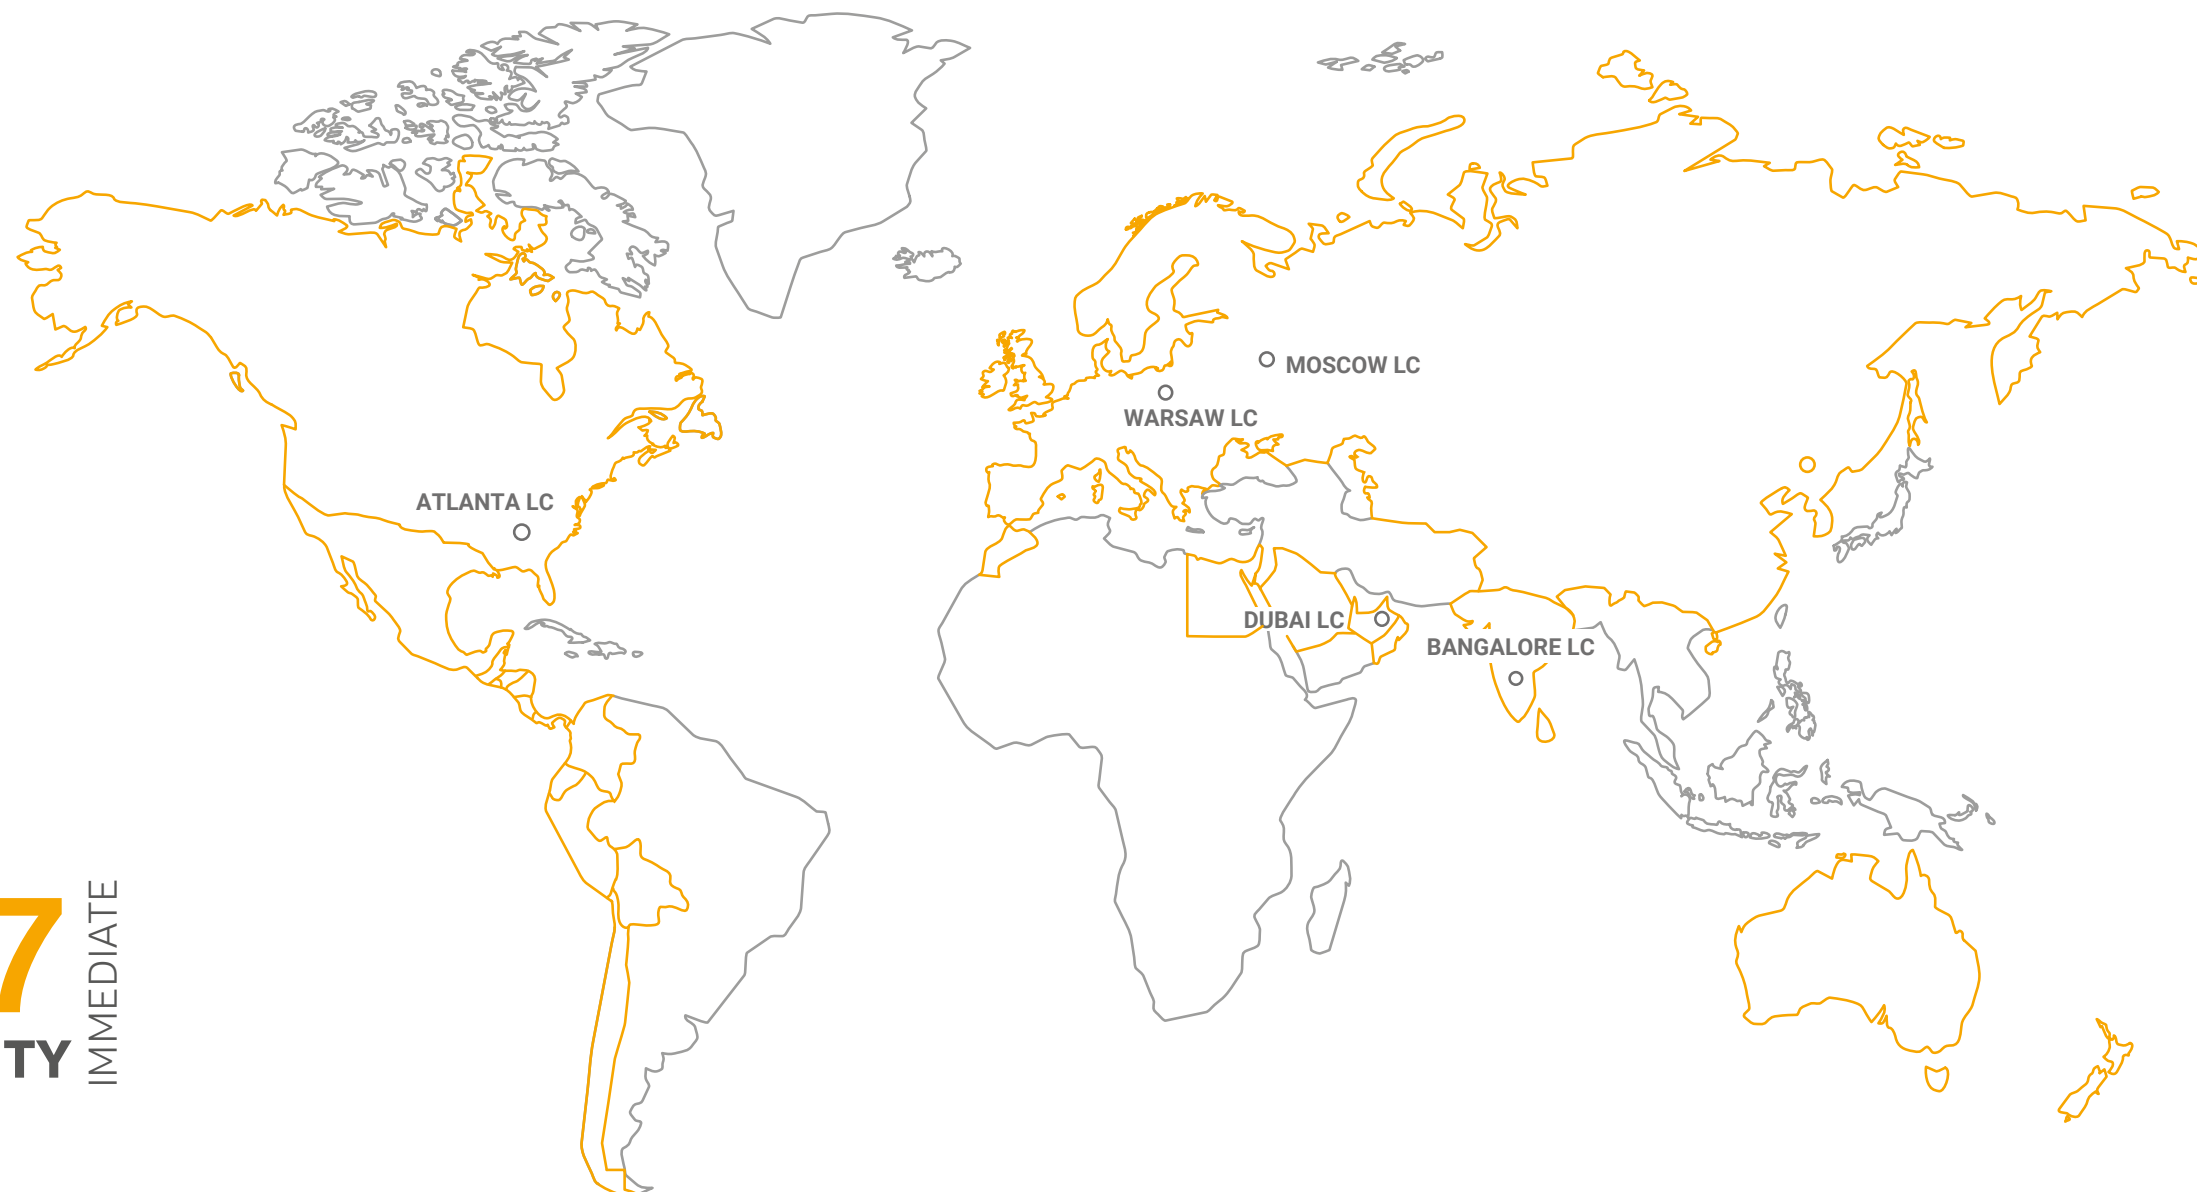 MOSCOW LC
WARSAW LC
ATLANTA LC
DUBAI LC
BANGALORE LC
7
TY
IMMEDIATE